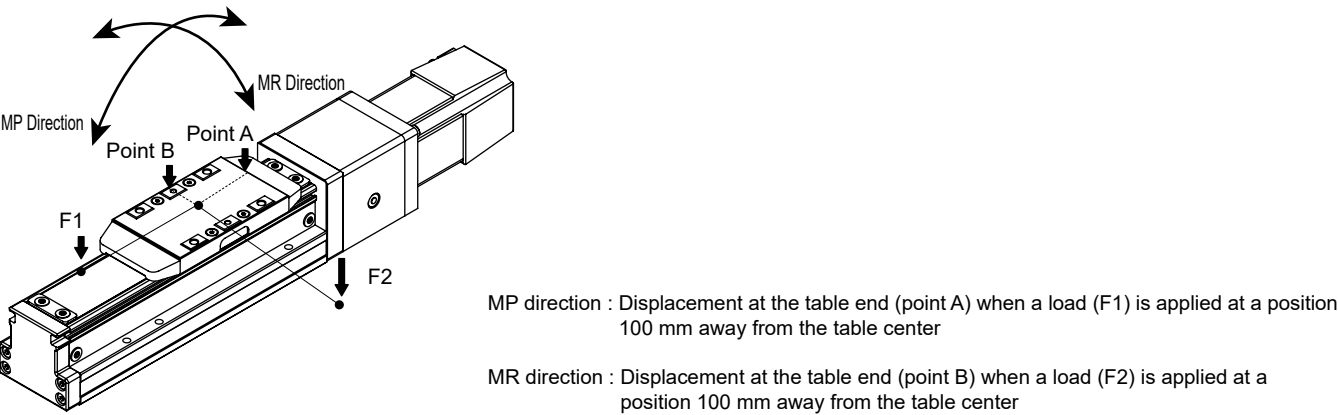 MR Direction
MP Direction
Point A
Point B
F1
F2
MP direction : Displacement at the table end (point A) when a load (F1) is applied at a position
100 mm away from the table center
MR direction : Displacement at the table end (point B) when a load (F2) is applied at a
position 100 mm away from the table center